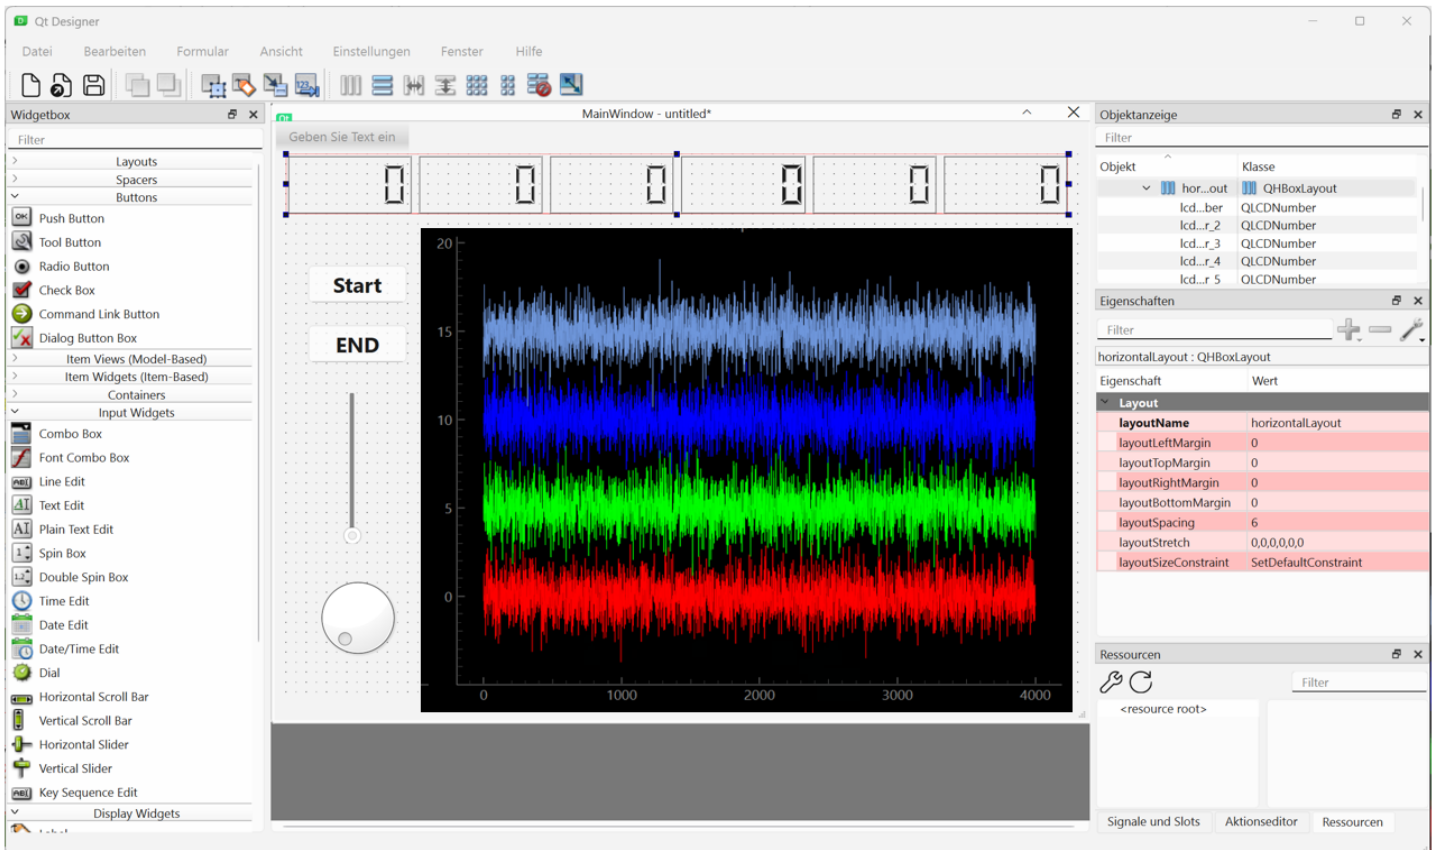 Qt Designer
Datei Bearbeiten Formular Ansicht Einstellungen Fenster Hilfe
Widgetbox
Filter
Layouts
Spacers
Buttons
OK Push Button
Tool Button
Radio Button
Check Box
Command Link Button
Dialog Button Box
Item Views (Model-Based)
Item Widgets (Item-Based)
Containers
Input Widgets
Combo Box
Font Combo Box
Line Edit
AI Text Edit
AI Plain Text Edit
1 Spin Box
1.2 Double Spin Box
Time Edit
Date Edit
Date/Time Edit
Dial
Horizontal Scroll Bar
Vertical Scroll Bar
Horizontal Slider
Vertical Slider
Key Sequence Edit
Display Widgets
MainWindow - untitled*
Geben Sie Text ein
0 0 0 0 0 0
Start
END
20
15
10
5
0
0 1000 2000 3000 4000
Objektanzeige
Filter
Objekt Klasse
hor...out QHBoxLayout
lcd...ber QLCDNumber
lcd...r_2 QLCDNumber
lcd...r_3 QLCDNumber
lcd...r_4 QLCDNumber
lcd...r 5 QLCDNumber
Eigenschaften
Filter
horizontalLayout : QHBoxLayout
Eigenschaft Wert
Layout
layoutName horizontalLayout
layoutLeftMargin 0
layoutTopMargin 0
layoutRightMargin 0
layoutBottomMargin 0
layoutSpacing 6
layoutStretch 0,0,0,0,0,0
layoutSizeConstraint SetDefaultConstraint
Ressourcen
Filter
<resource root>
Signale und Slots Aktionseditor Ressourcen